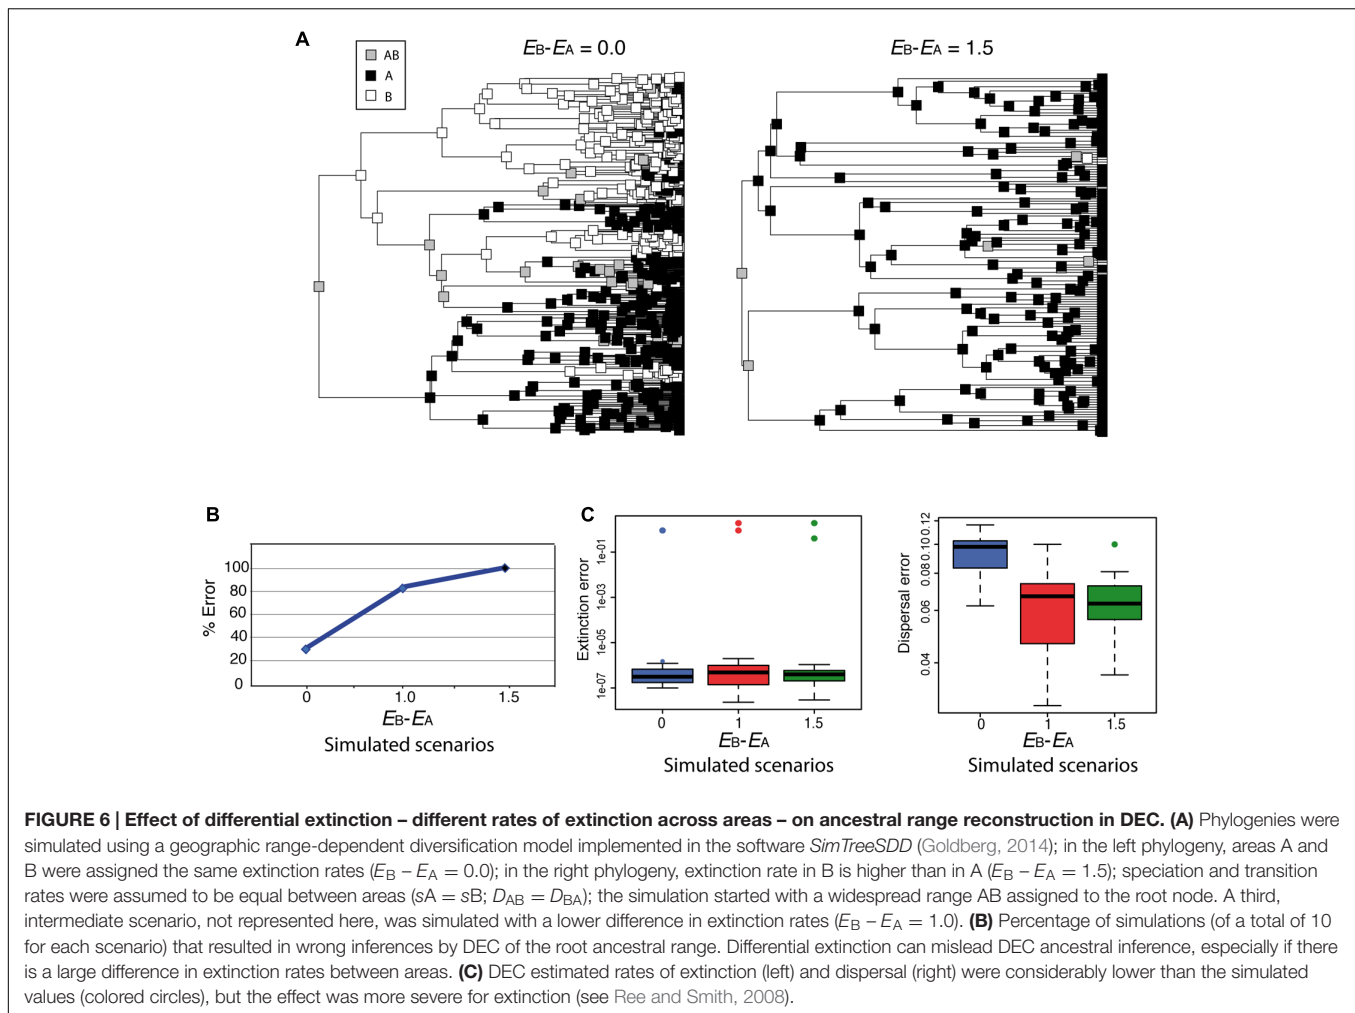 A
AB
A
B
EB-EA = 0.0
EB-EA = 1.5
B
% Error
100
80
60
40
20
0
0
1.0
1.5
EB-EA
Simulated scenarios
C
Extinction error
1e-01
1e-03
1e-05
1e-07
0
1
1.5
EB-EA
Simulated scenarios
Dispersal error
0.12
0.10
0.08
0.06
0.04
0
1
1.5
EB-EA
Simulated scenarios
FIGURE 6 | Effect of differential extinction – different rates of extinction across areas – on ancestral range reconstruction in DEC. (A) Phylogenies were
simulated using a geographic range-dependent diversification model implemented in the software SimTreeSDD (Goldberg, 2014); in the left phylogeny, areas A and
B were assigned the same extinction rates (EB – EA = 0.0); in the right phylogeny, extinction rate in B is higher than in A (EB – EA = 1.5); speciation and transition
rates were assumed to be equal between areas (sA = sB; DAB = DBA); the simulation started with a widespread range AB assigned to the root node. A third,
intermediate scenario, not represented here, was simulated with a lower difference in extinction rates (EB – EA = 1.0). (B) Percentage of simulations (of a total of 10
for each scenario) that resulted in wrong inferences by DEC of the root ancestral range. Differential extinction can mislead DEC ancestral inference, especially if there
is a large difference in extinction rates between areas. (C) DEC estimated rates of extinction (left) and dispersal (right) were considerably lower than the simulated
values (colored circles), but the effect was more severe for extinction (see Ree and Smith, 2008).